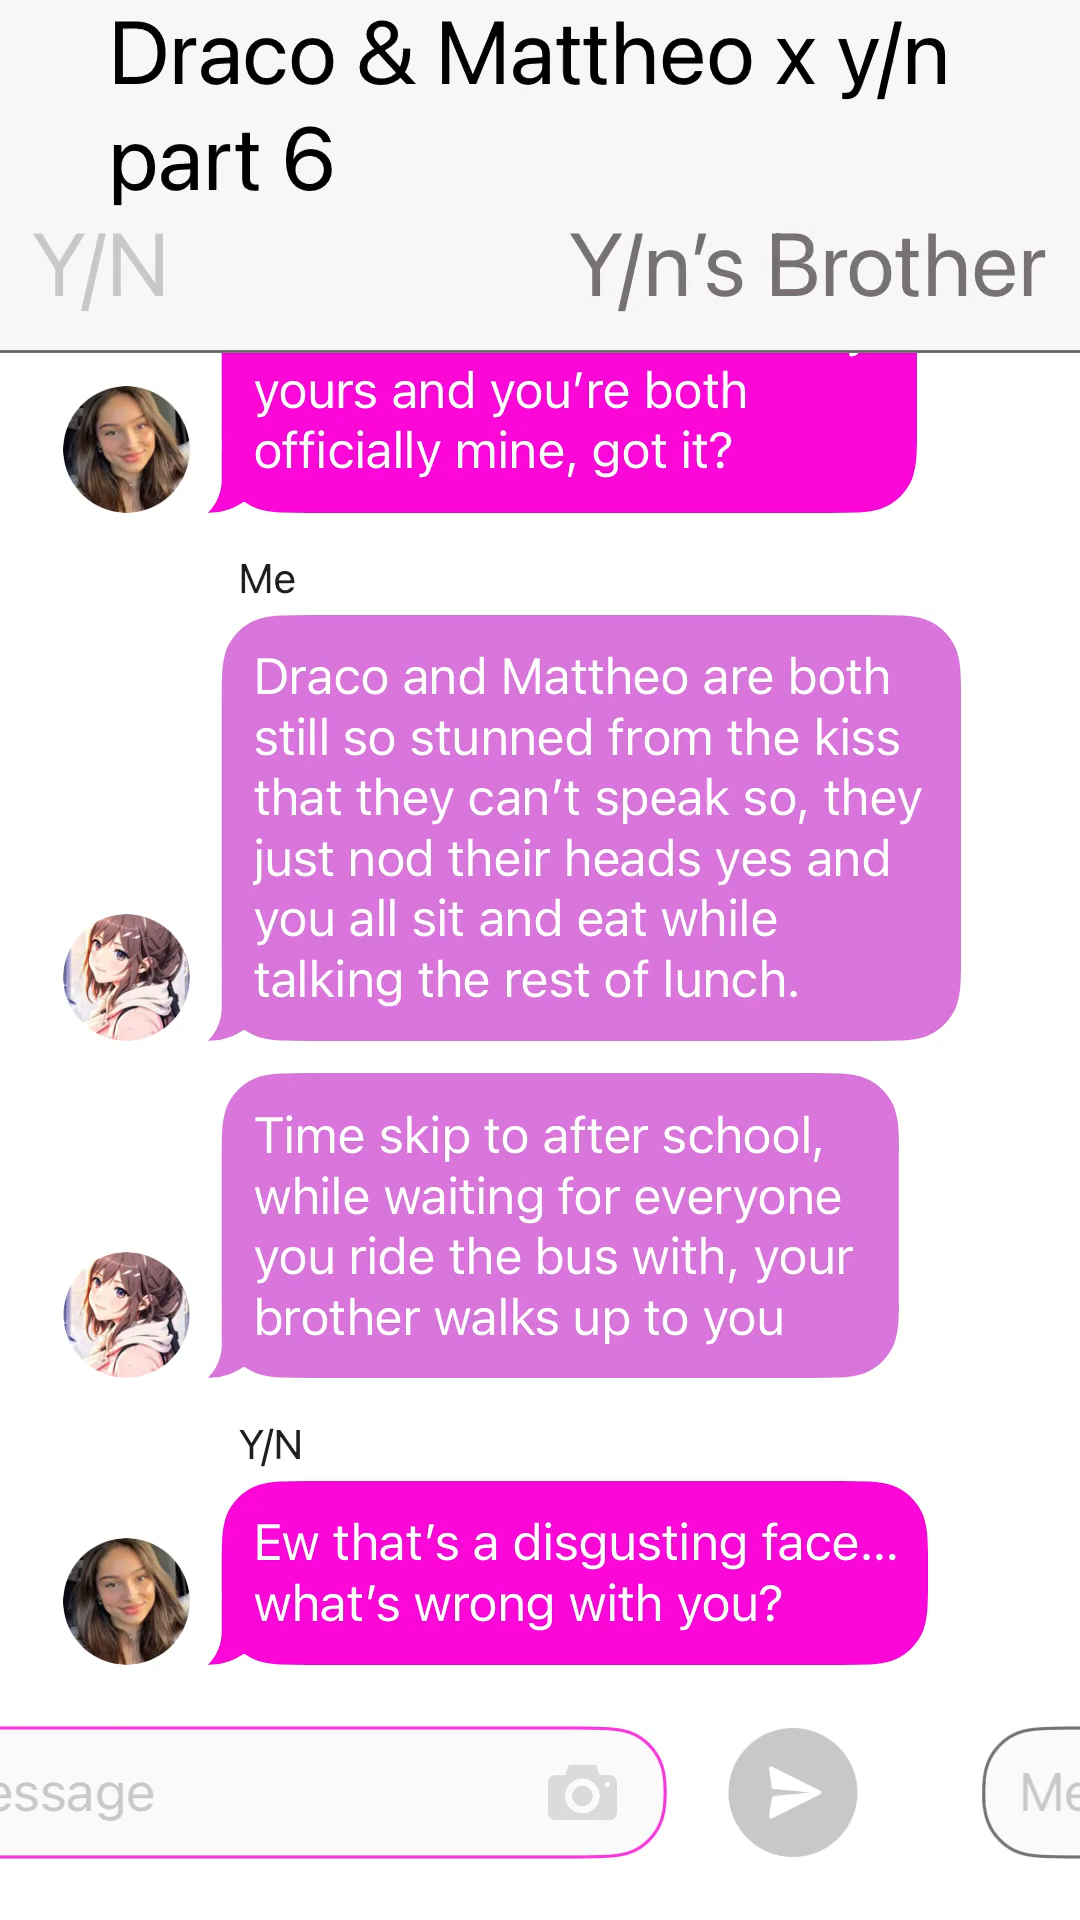 Draco & Mattheo x y/n
part 6
Y/N
Y/n’s Brother
yours and you’re both
officially mine, got it?
Me
Draco and Mattheo are both
still so stunned from the kiss
that they can’t speak so, they
just nod their heads yes and
you all sit and eat while
talking the rest of lunch.
Time skip to after school,
while waiting for everyone
you ride the bus with, your
brother walks up to you
Y/N
Ew that’s a disgusting face...
what’s wrong with you?
essage
Me